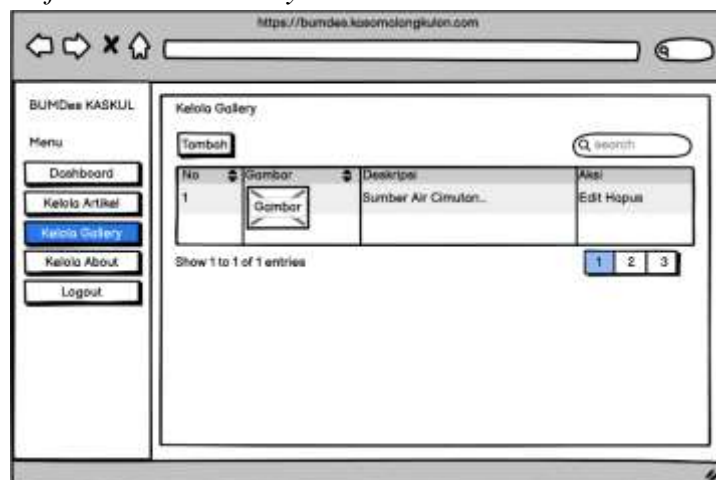 https://bumdes.kasomalangkulon.com
BUMDes KASKUL
Menu
Dashboard
Kelola Artikel
Kelola Gallery
Kelola About
Logout
Kelola Gallery
Tambah
search
No Gambar Deskripsi Aksi
1 Gambar Sumber Air Cimutan... Edit Hapus
Show 1 to 1 of 1 entries
1 2 3